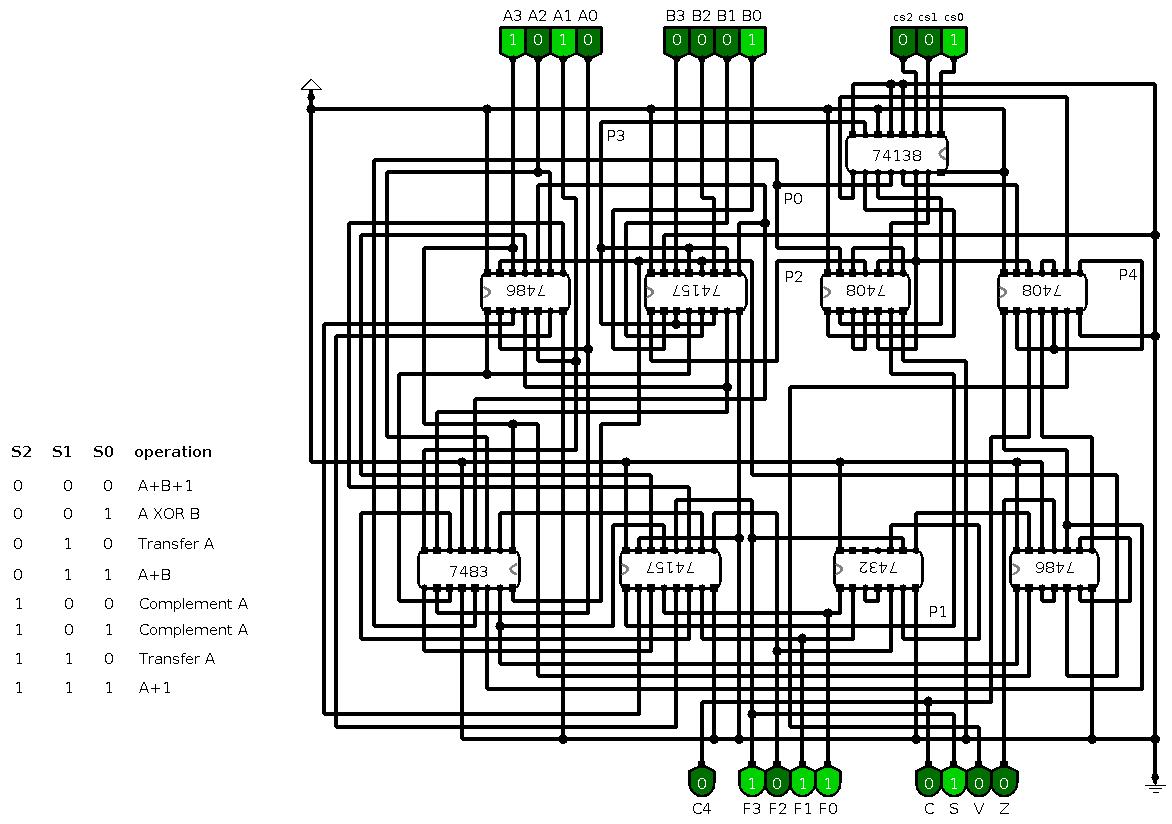 A3 A2 A1 A0 B3 B2 B1 B0 cs2 cs1 cs0
1 0 1 0 0 0 0 1 0 0 1
P3
74138
P0
P2 P4
7486 74157 7408 7408
S2 S1 S0 operation
0 0 0 A+B+1
0 0 1 A XOR B
0 1 0 Transfer A
0 1 1 A+B
1 0 0 Complement A
1 0 1 Complement A
1 1 0 Transfer A
1 1 1 A+1
7483 74157 7432 7486
P1
0 1 0 1 1 0 1 0 0
C4 F3 F2 F1 F0 C S V Z